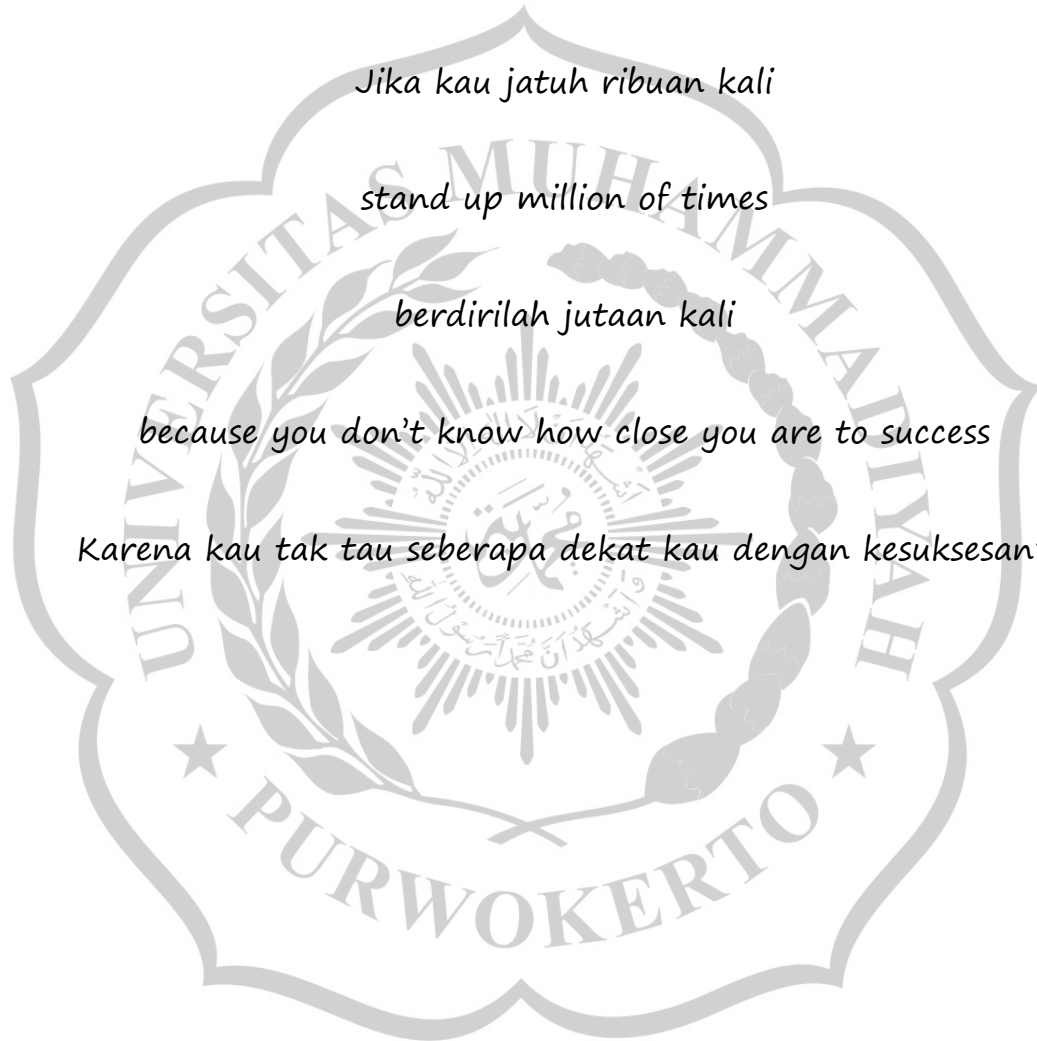 Jika kau jatuh ribuan kali
stand up million of times
berdirilah jutaan kali
because you don't know how close you are to success
Karena kau tak tau seberapa dekat kau dengan kesuksesan
UNIVERSITAS MUHAMMADIYAH
PURWOKERTO